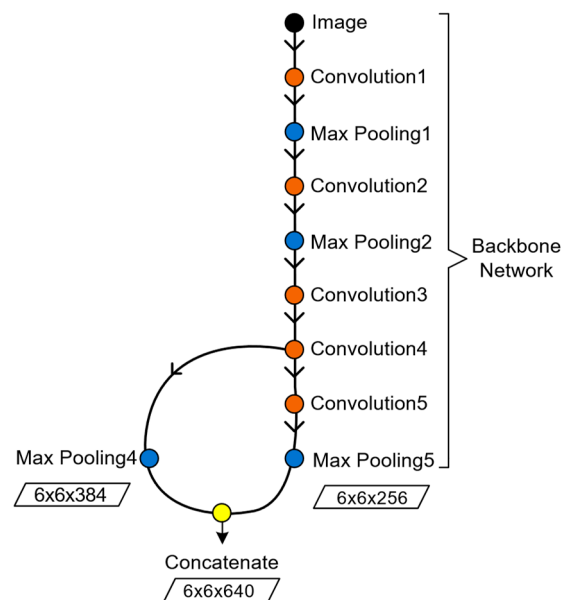 Image
Convolution1
Max Pooling1
Convolution2
Max Pooling2
Backbone
Network
Convolution3
Convolution4
Convolution5
Max Pooling4
Max Pooling5
6x6x384
6x6x256
Concatenate
6x6x640